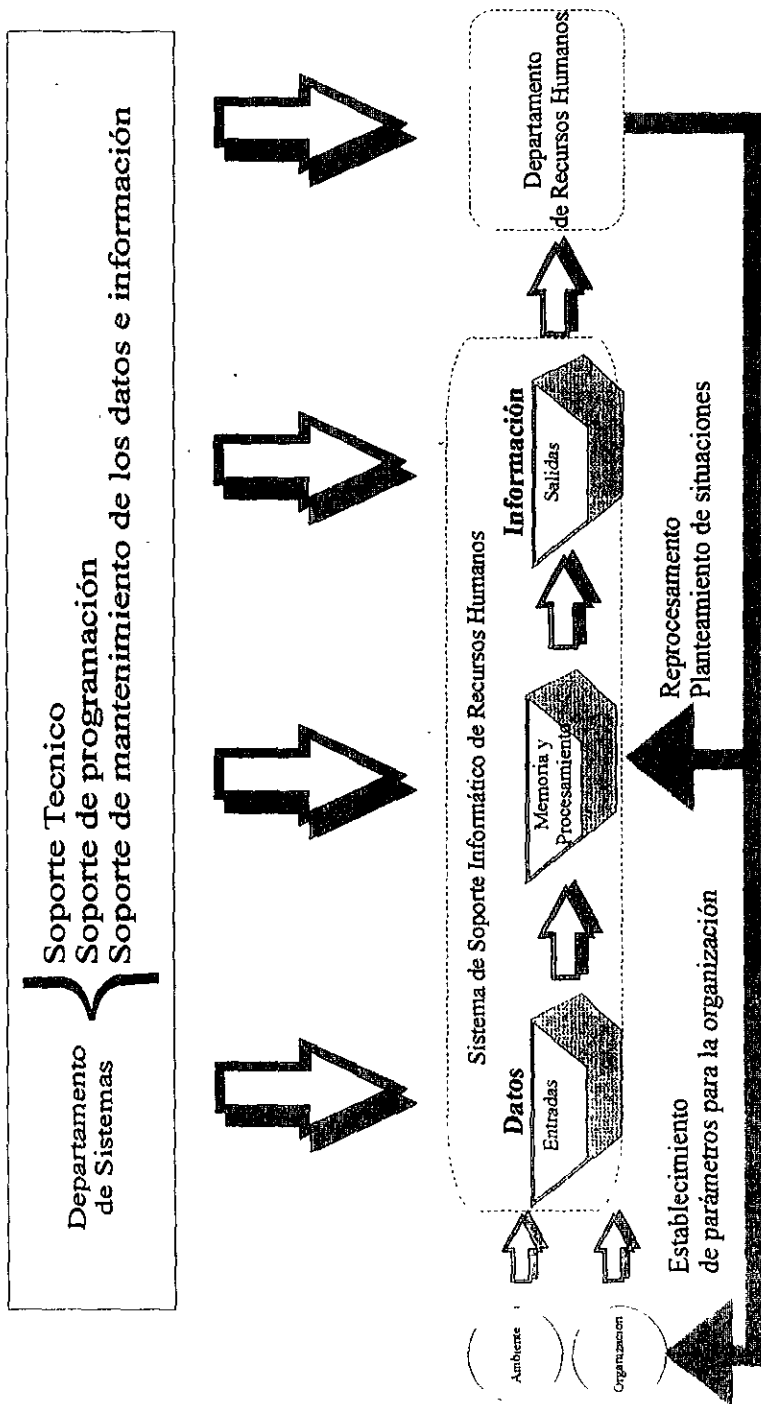 Departamento
de Sistemas
Soporte Tecnico
Soporte de programación
Soporte de mantenimiento de los datos e información
Sistema de Soporte Informático de Recursos Humanos
Ambiente
Organizacion
Datos
Entradas
Memoria y
Procesamiento
Información
Salidas
Departamento
de Recursos Humanos
Establecimiento
de parámetros para la organización
Reprocesamento
Planteamiento de situaciones